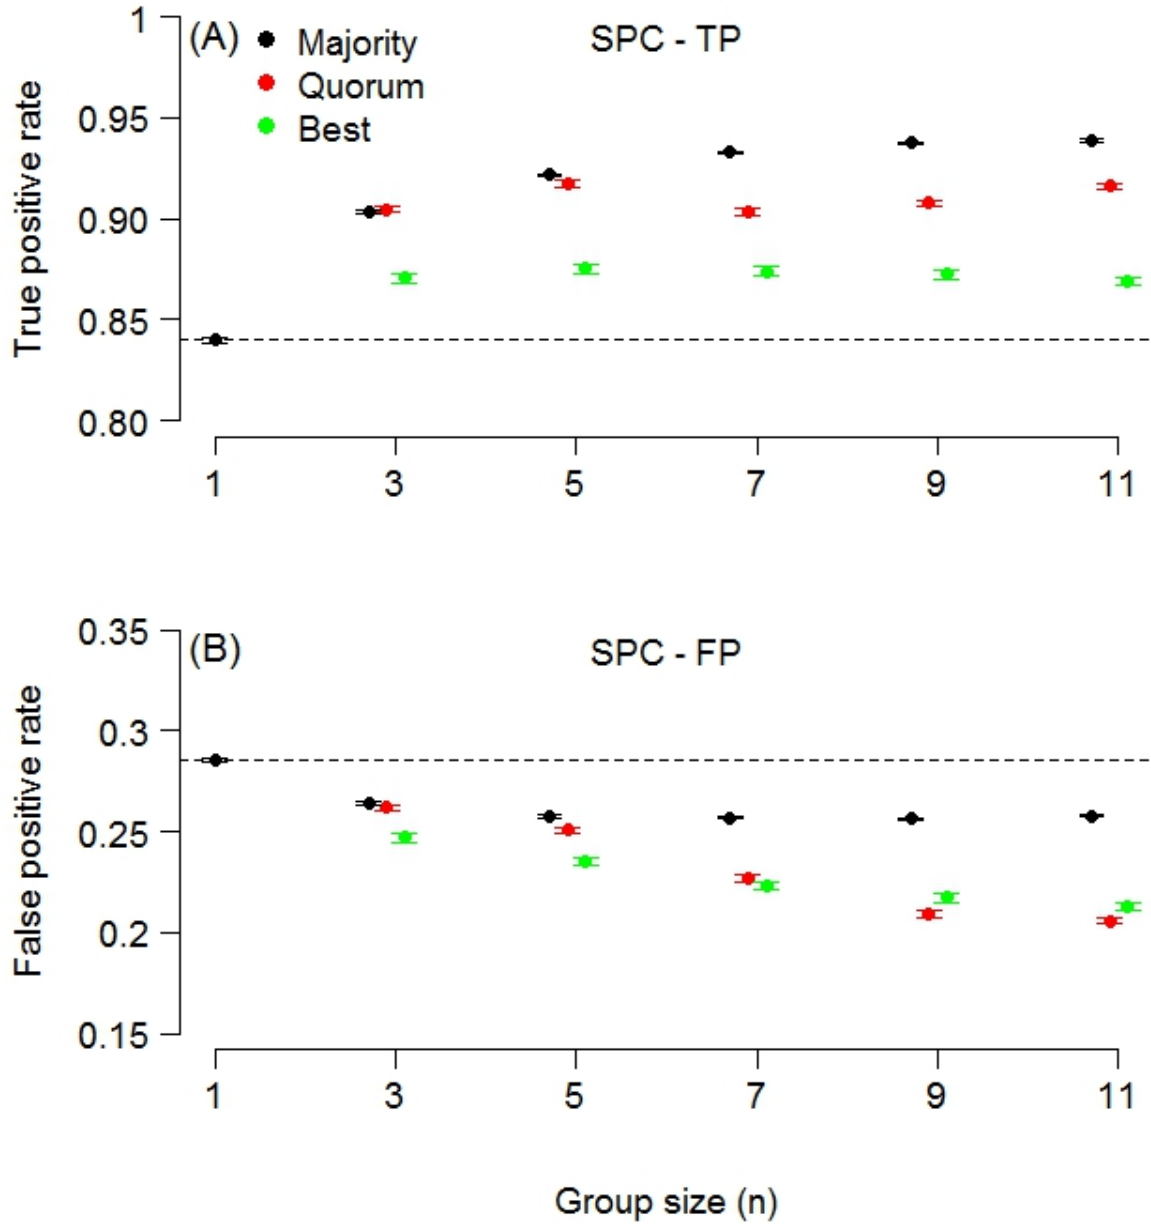 (A) SPC - TP
Majority
Quorum
Best
True positive rate
1
0.95
0.90
0.85
0.80
1 3 5 7 9 11
(B) SPC - FP
False positive rate
0.35
0.3
0.25
0.2
0.15
1 3 5 7 9 11
Group size (n)